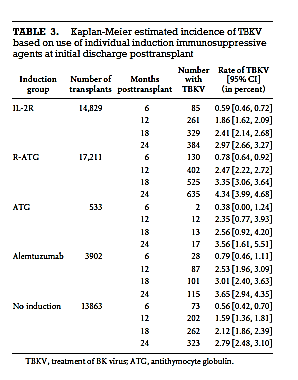 TABLE 3. Kaplan-Meier estimated incidence of TBKV
based on use of individual induction immunosuppressive
agents at initial discharge posttransplant
Induction group Number of transplants Months posttransplant Number with TBKV Rate of TBKV [95% CI] (in percent)
IL-2R 14,829 6 85 0.59 [0.46, 0.72]
12 261 1.86 [1.62, 2.09]
18 329 2.41 [2.14, 2.68]
24 384 2.97 [2.66, 3.27]
R-ATG 17,211 6 130 0.78 [0.64, 0.92]
12 402 2.47 [2.22, 2.72]
18 525 3.35 [3.06, 3.64]
24 635 4.34 [3.99, 4.68]
ATG 533 6 2 0.38 [0.00, 1.24]
12 12 2.35 [0.77, 3.93]
18 13 2.56 [0.92, 4.20]
24 17 3.56 [1.61, 5.51]
Alemtuzumab 3902 6 28 0.79 [0.46, 1.11]
12 87 2.53 [1.96, 3.09]
18 101 3.01 [2.40, 3.63]
24 115 3.65 [2.94, 4.35]
No induction 13863 6 73 0.56 [0.42, 0.70]
12 202 1.59 [1.36, 1.81]
18 262 2.12 [1.86, 2.39]
24 323 2.79 [2.48, 3.10]
TBKV, treatment of BK virus; ATG, antithymocyte globulin.